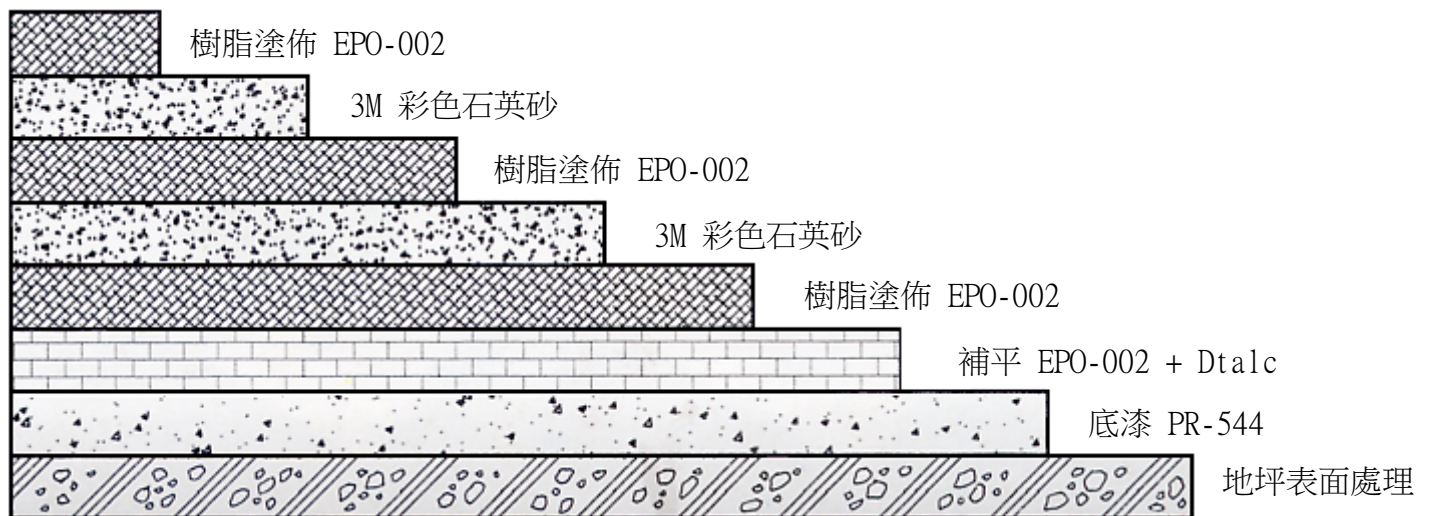 樹脂塗佈 EPO-002
3M 彩色石英砂
樹脂塗佈 EPO-002
3M 彩色石英砂
樹脂塗佈 EPO-002
補平 EPO-002 + Dtalc
底漆 PR-544
地坪表面處理